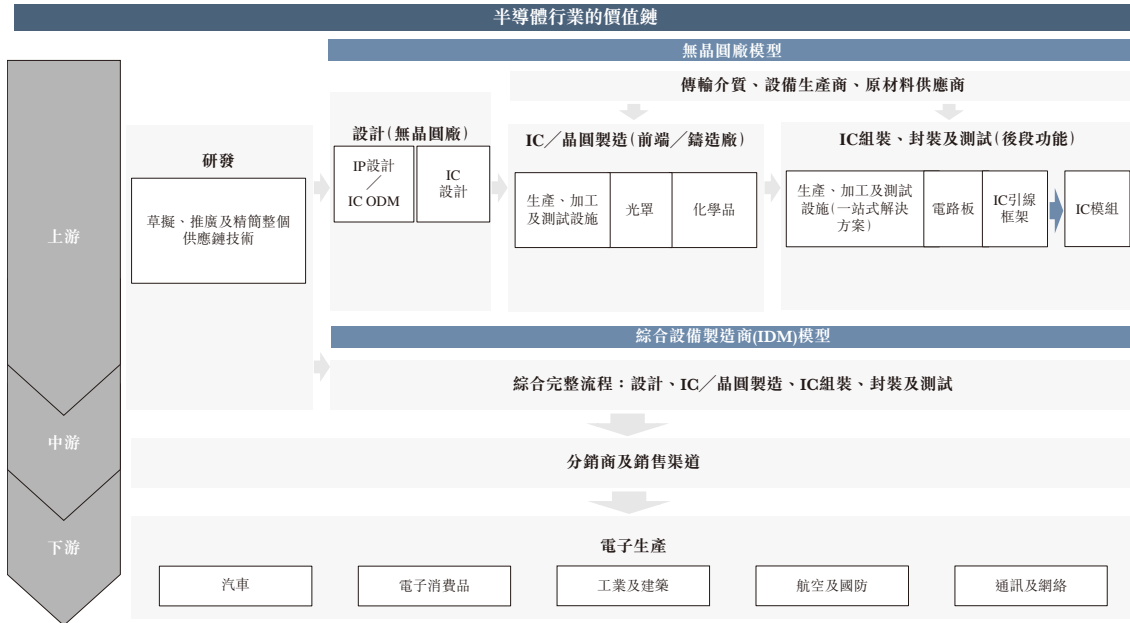 半導體行業的價值鏈
無晶圓廠模型
傳輸介質、設備生產商、原材料供應商
上游
研發
草擬、推廣及精簡整個
供應鏈技術
設計(無晶圓廠)
IP設計
／
IC ODM
IC
設計
IC／晶圓製造(前端／鑄造廠)
生產、加工
及測試設施
光罩
化學品
IC組裝、封裝及測試(後段功能)
生產、加工及測試
設施(一站式解決
方案)
電路板
IC引線
框架
IC模組
綜合設備製造商(IDM)模型
綜合完整流程：設計、IC／晶圓製造、IC組裝、封裝及測試
中游
分銷商及銷售渠道
下游
電子生產
汽車
電子消費品
工業及建築
航空及國防
通訊及網絡